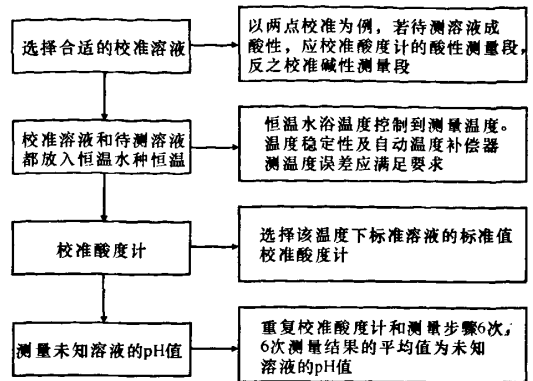 选择合适的校准溶液
以两点校准为例，若待测溶液成
酸性，应校准酸度计的酸性测量段，
反之校准碱性测量段
校准溶液和待测溶液
都放入恒温水种恒温
恒温水浴温度控制到测量温度。
温度稳定性及自动温度补偿器
测温度误差应满足要求
校准酸度计
选择该温度下标准溶液的标准值
校准酸度计
测量未知溶液的pH值
重复校准酸度计和测量步骤6次，
6次测量结果的平均值为未知
溶液的pH值